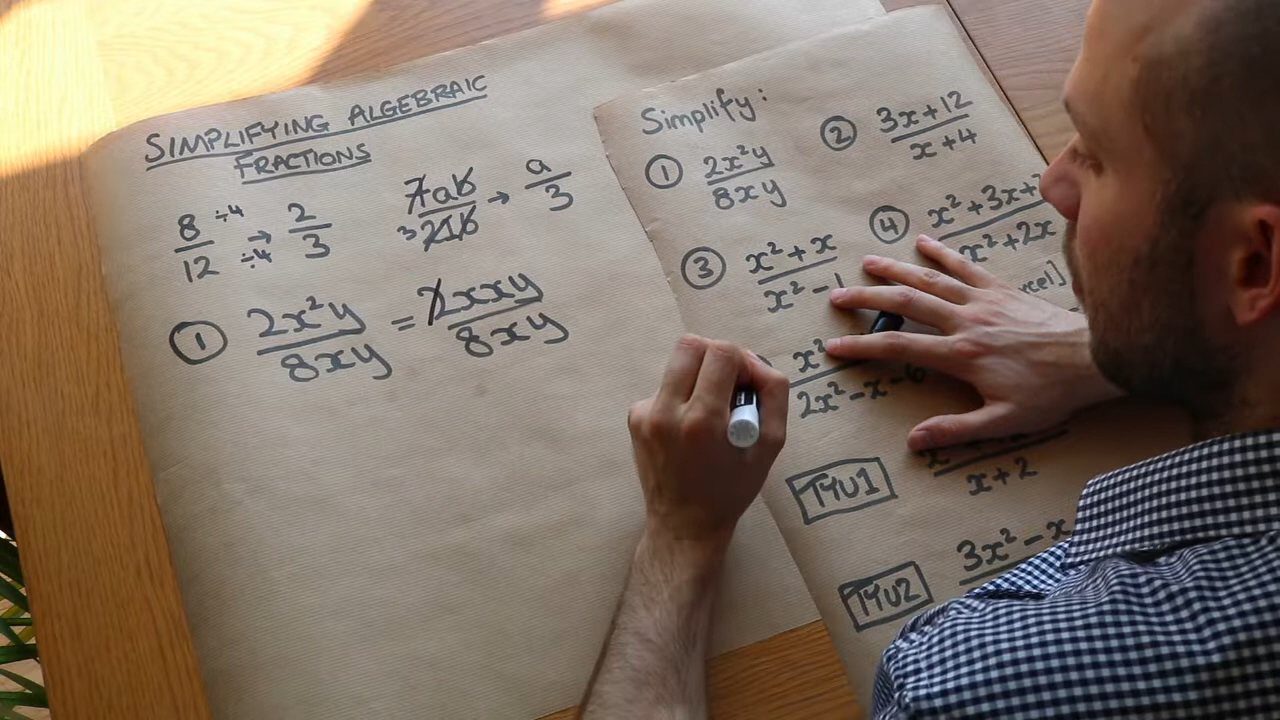 SIMPLIFYING ALGEBRAIC
FRACTIONS
8/12 ÷4 ÷4 → 2/3
7ab/21b 3 → a/3
① 2x²y/8xy = 2xxy/8xy
Simplify:
① 2x²y/8xy
② 3x+12/x+4
③ x²+x/x²-1
④ x²+3x+/x²+2x
x²/2x²-x-6
TYU1
x+2
TYU2
3x²-x